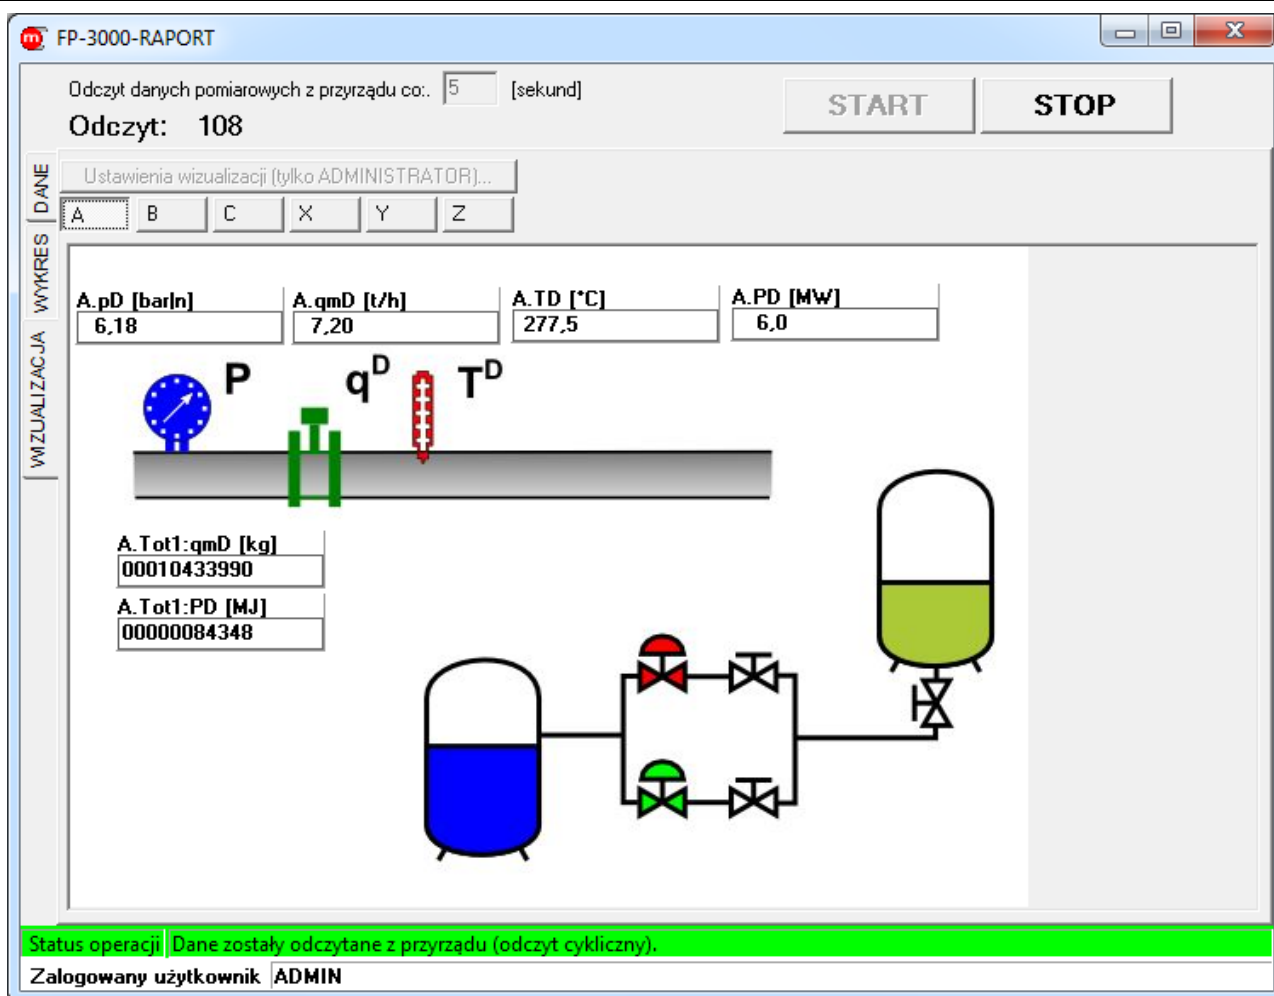 FP-3000-RAPORT
Odczyt danych pomiarowych z przyrządu co:. 5 [sekund]
START STOP
Odczyt: 108
DANE
WYKRES
WIZUALIZACJA
Ustawienia wizualizacji (tylko ADMINISTRATOR)...
A B C X Y Z
A.pD [bar|n] A.qmD [t/h] A.TD [°C] A.PD [MW]
6,18 7,20 277,5 6,0
P qD TD
A.Tot1:qmD [kg]
00010433990
A.Tot1:PD [MJ]
00000084348
Status operacji Dane zostały odczytane z przyrządu (odczyt cykliczny).
Zalogowany użytkownik ADMIN